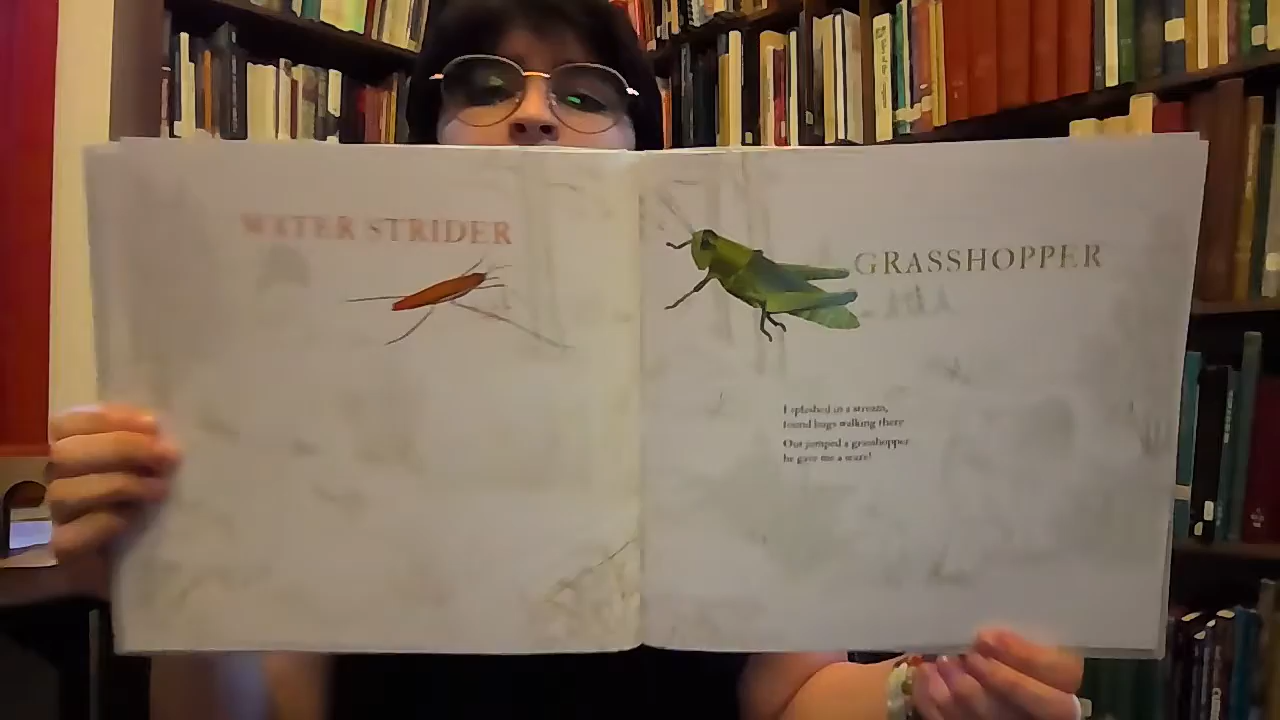 WATER STRIDER
GRASSHOPPER
I splashed in a stream,
found bugs walking there
Out jumped a grasshopper
he gave me a scare!